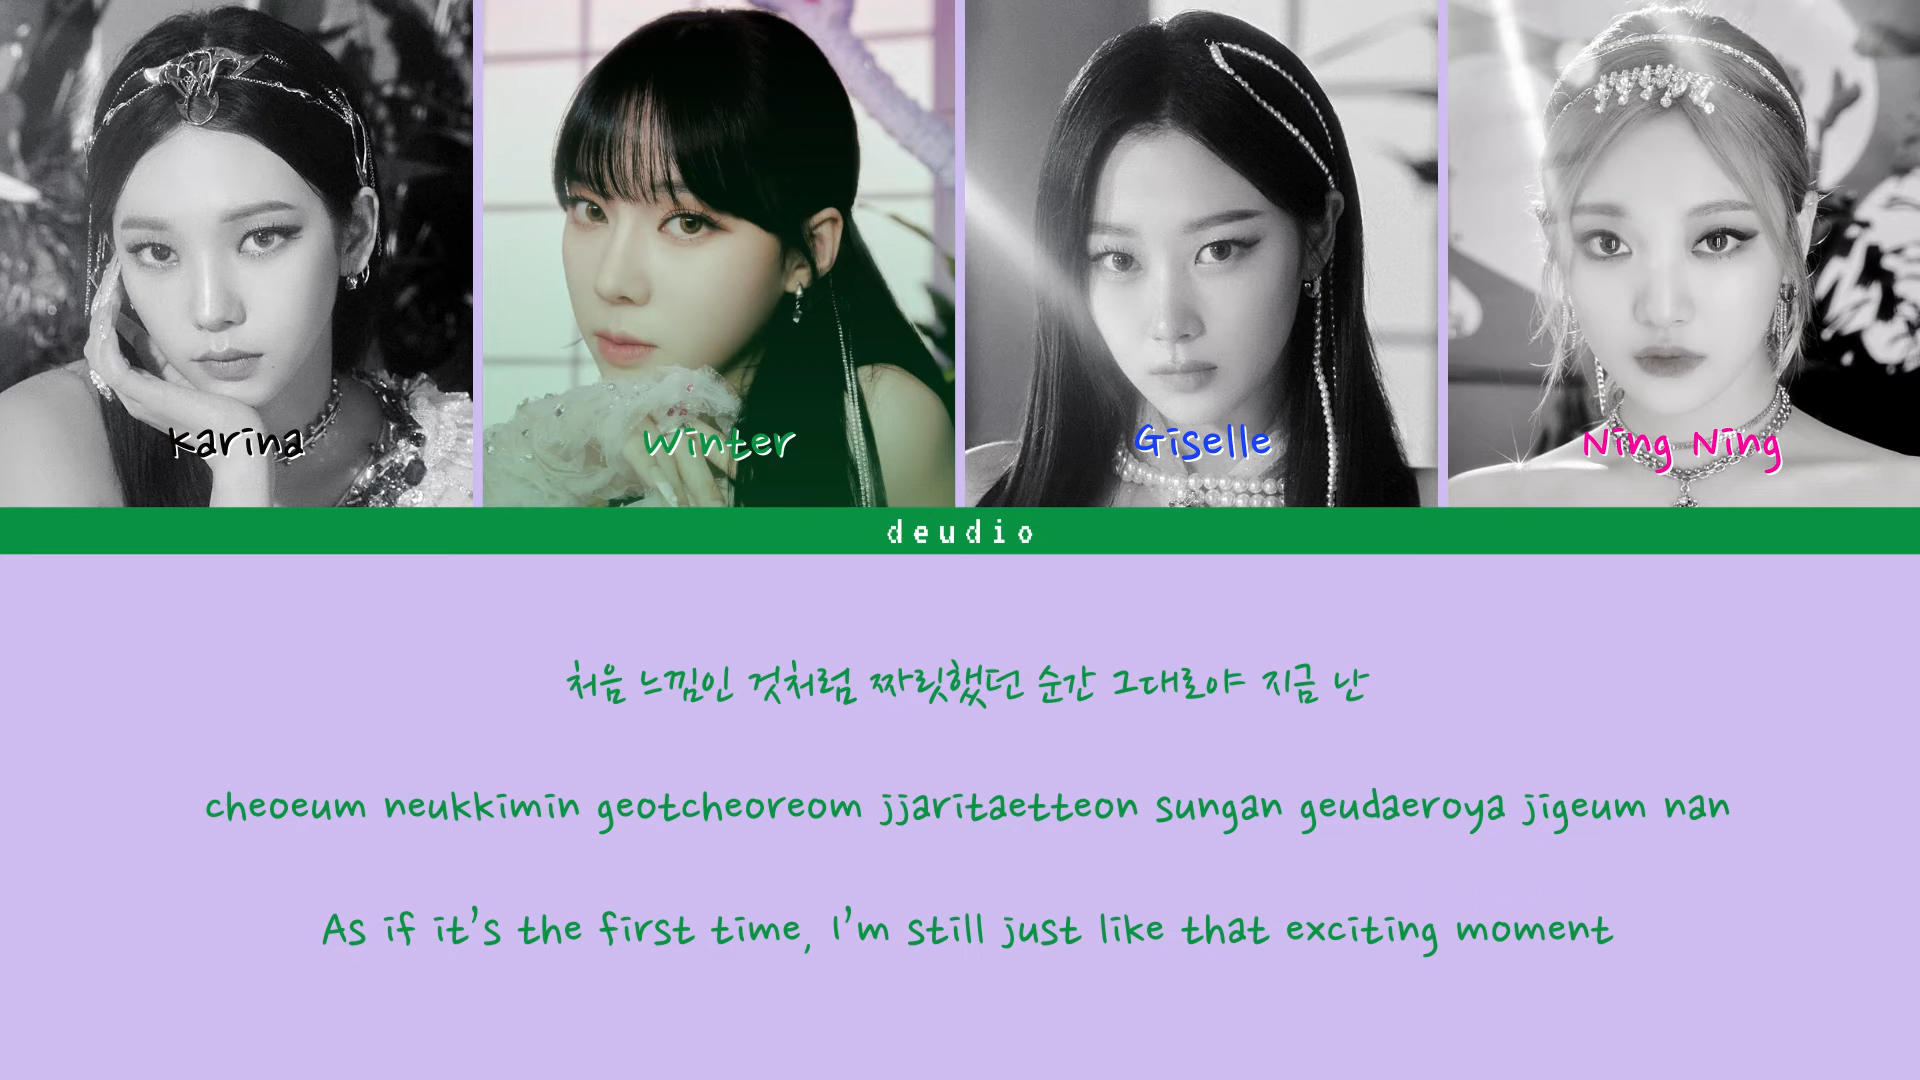 Karina
Winter
Giselle
Ning Ning
deudio
처음 느낌인 것처럼 짜릿했던 순간 그대로야 지금 난
cheoeum neukkimin geotcheoreom jjaritaetteon sungan geudaeroya jigeum nan
As if it's the first time, I'm still just like that exciting moment